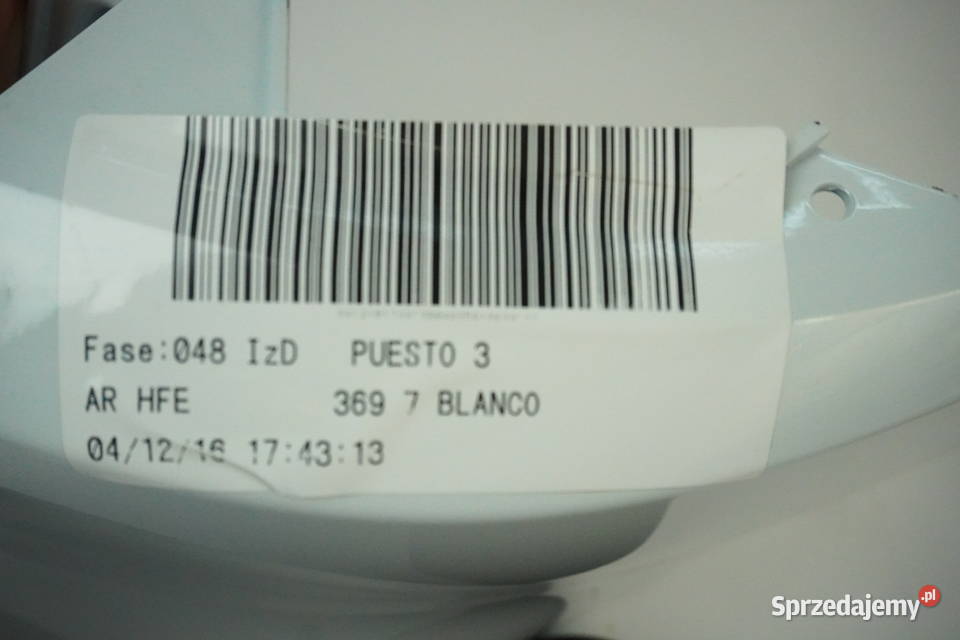 Fase:048 IzD PUESTO 3
AR HFE 369 7 BLANCO
04/12/16 17:43:13
Sprzedajemy.pl